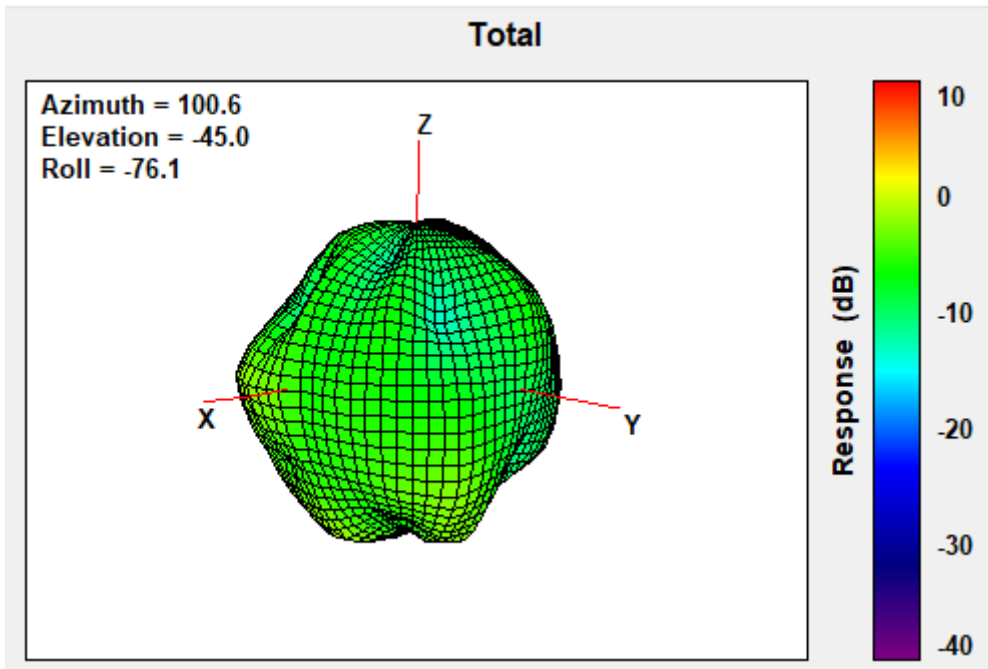 Total
Azimuth = 100.6
Elevation = -45.0
Roll = -76.1
Z
X
Y
Response (dB)
10
0
-10
-20
-30
-40